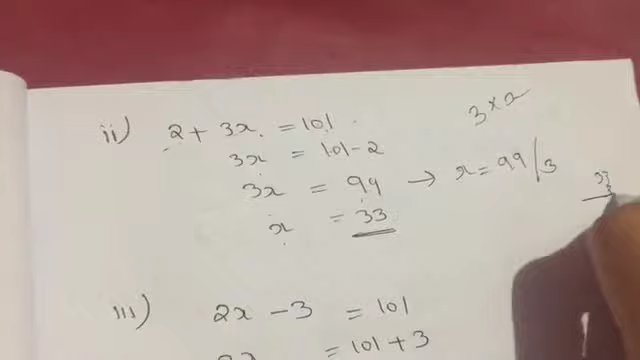 ii) 2 + 3x = 101
3 × x
3x = 101 - 2
3x = 99 → x = 99/3
x = 33
iii) 2x - 3 = 101
2x = 101 + 3